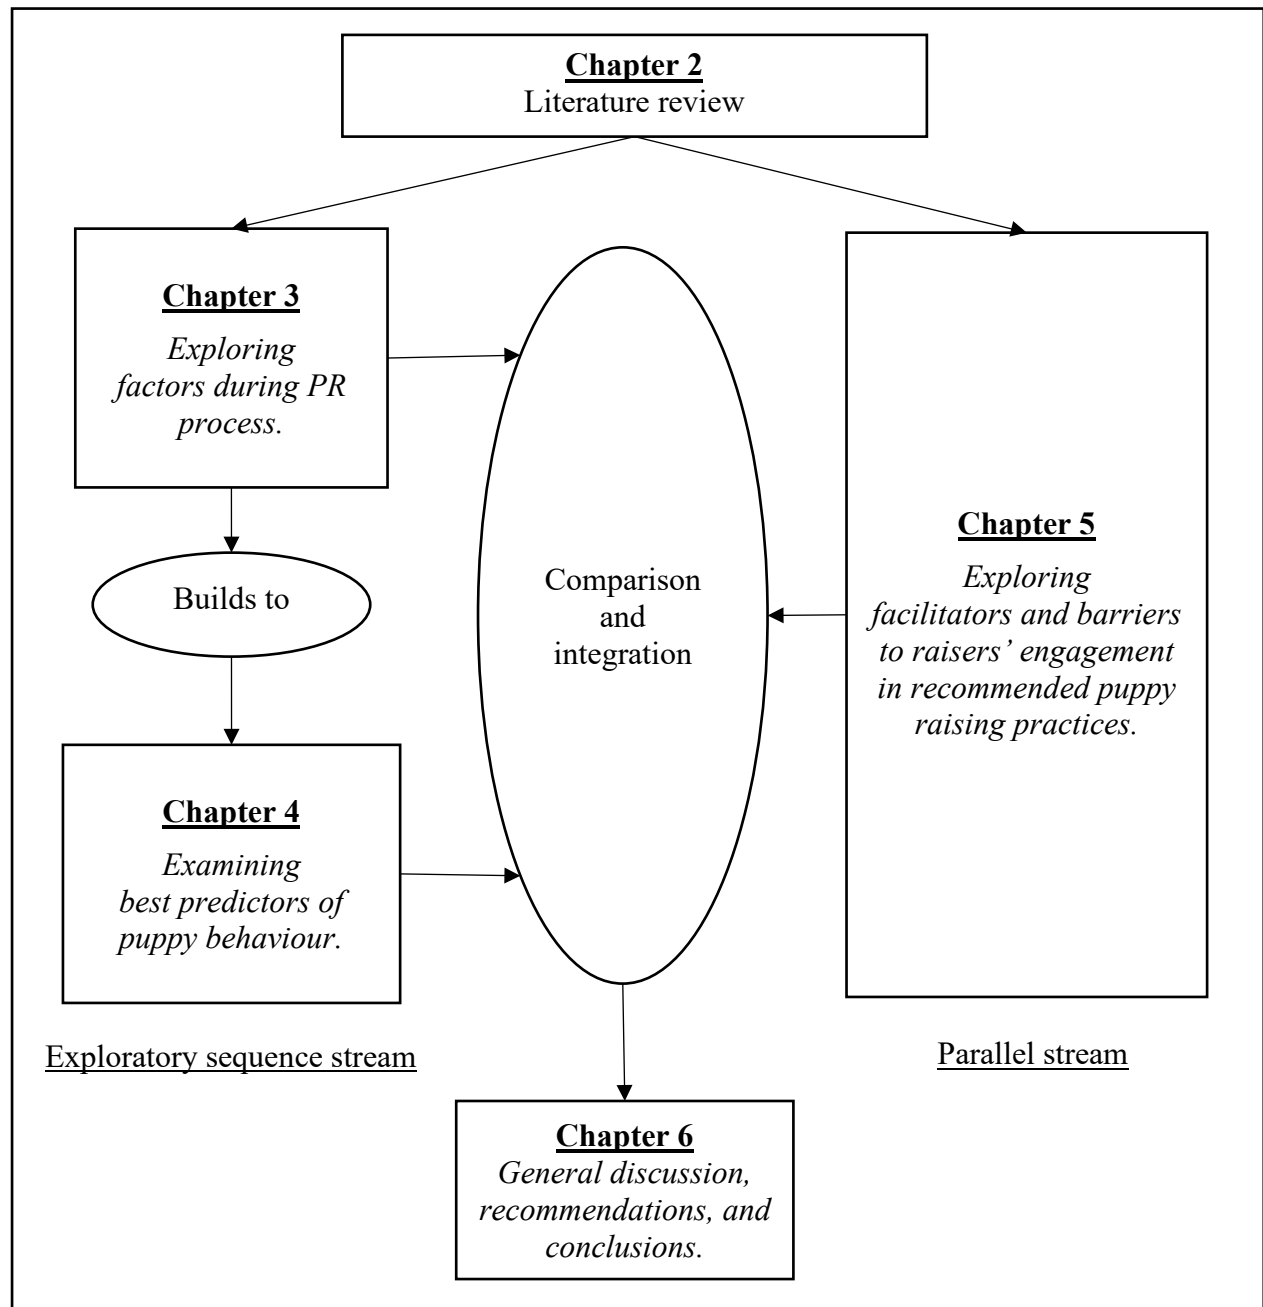 Chapter 2
Literature review
Chapter 3
Exploring
factors during PR
process.
Builds to
Chapter 4
Examining
best predictors of
puppy behaviour.
Exploratory sequence stream
Comparison
and
integration
Chapter 5
Exploring
facilitators and barriers
to raisers’ engagement
in recommended puppy
raising practices.
Parallel stream
Chapter 6
General discussion,
recommendations, and
conclusions.